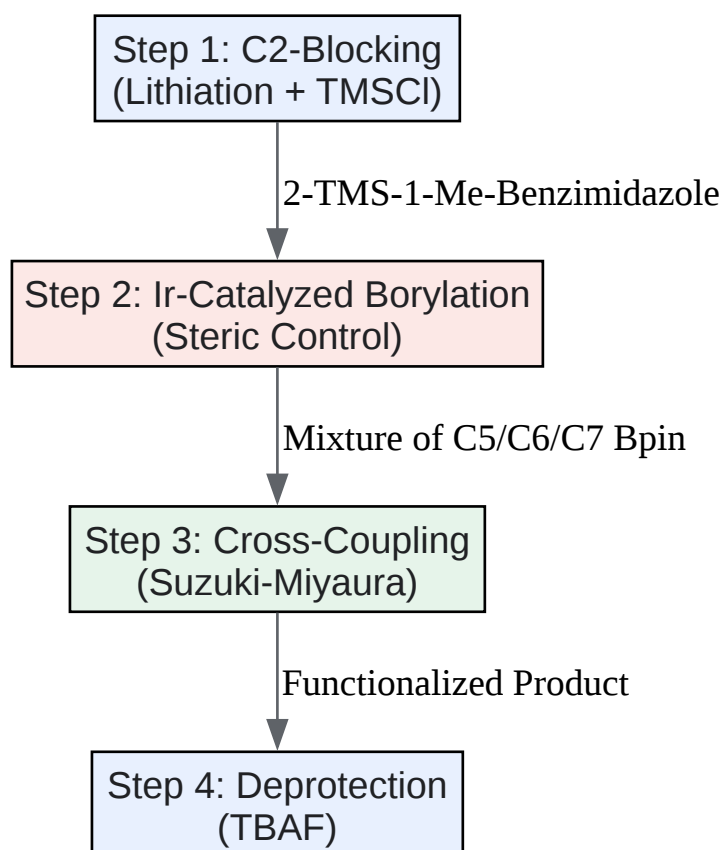 Step 1: C2-Blocking
(Lithiation + TMSCl)
2-TMS-1-Me-Benzimidazole
Step 2: Ir-Catalyzed Borylation
(Steric Control)
Mixture of C5/C6/C7 Bpin
Step 3: Cross-Coupling
(Suzuki-Miyaura)
Functionalized Product
Step 4: Deprotection
(TBAF)